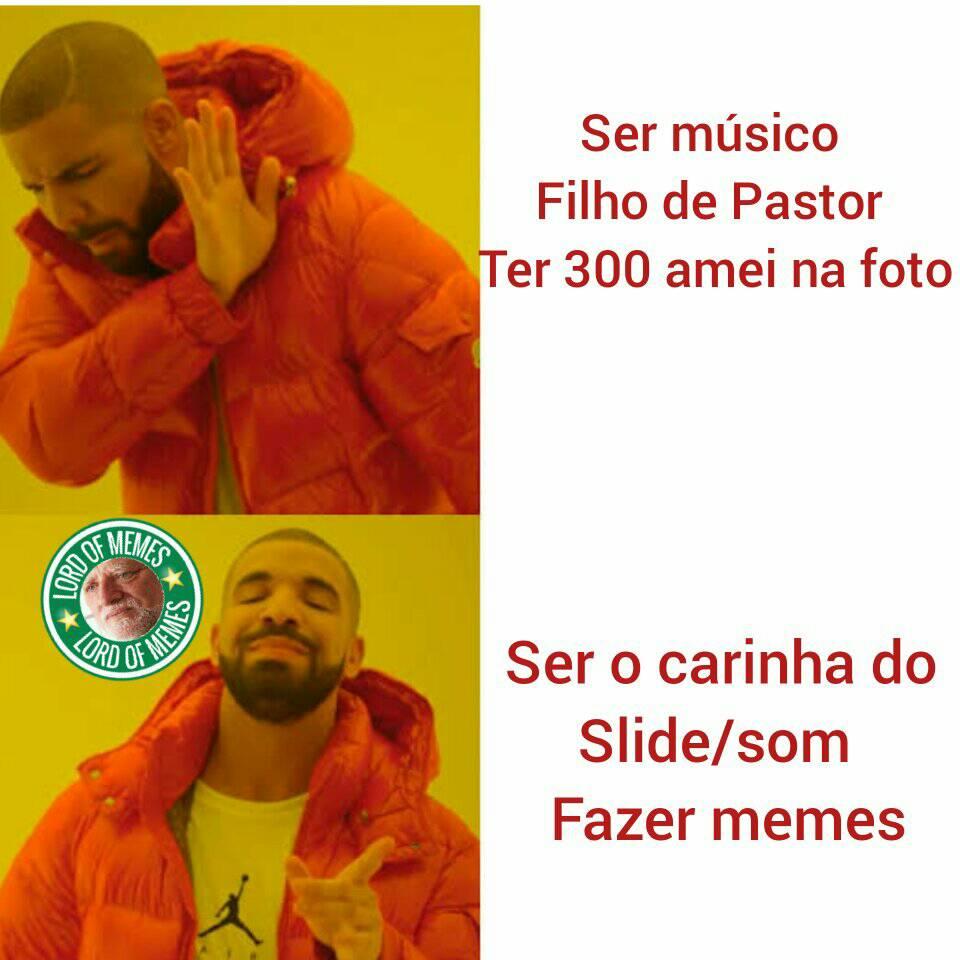 Ser músico
Filho de Pastor
Ter 300 amei na foto
LORD OF MEMES
LORD OF MEMES
Ser o carinha do
Slide/som
Fazer memes